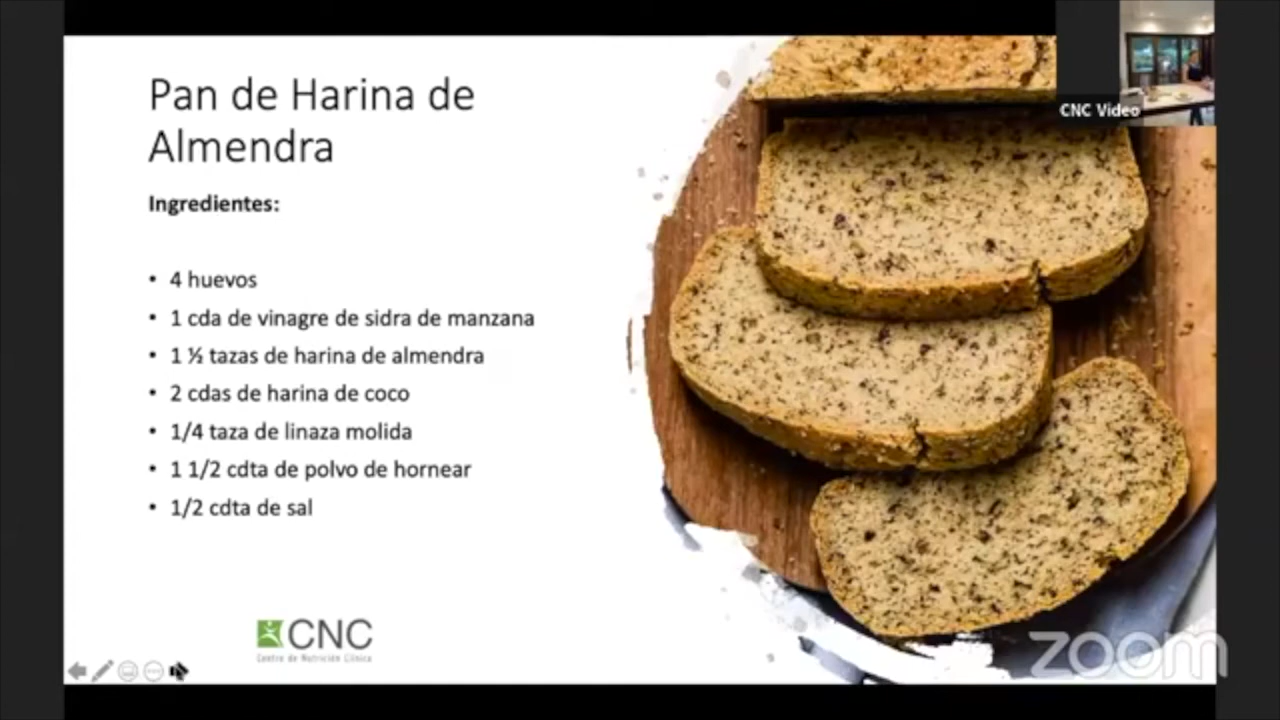 Pan de Harina de
Almendra
Ingredientes:
• 4 huevos
• 1 cda de vinagre de sidra de manzana
• 1 ½ tazas de harina de almendra
• 2 cdas de harina de coco
• 1/4 taza de linaza molida
• 1 1/2 cdta de polvo de hornear
• 1/2 cdta de sal
CNC
Centro de Nutrición Clínica
CNC Video
zoom